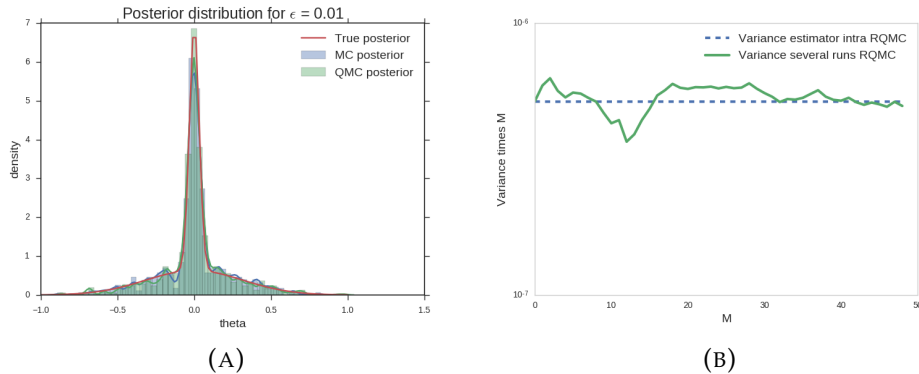 Posterior distribution for ϵ = 0.01
7
6
5
4
3
2
1
0
density
-1.0 -0.5 0.0 0.5 1.0 1.5
theta
True posterior
MC posterior
QMC posterior
(A)
10⁻⁶
10⁻⁷
Variance times M
0 10 20 30 40 50
M
Variance estimator intra RQMC
Variance several runs RQMC
(B)